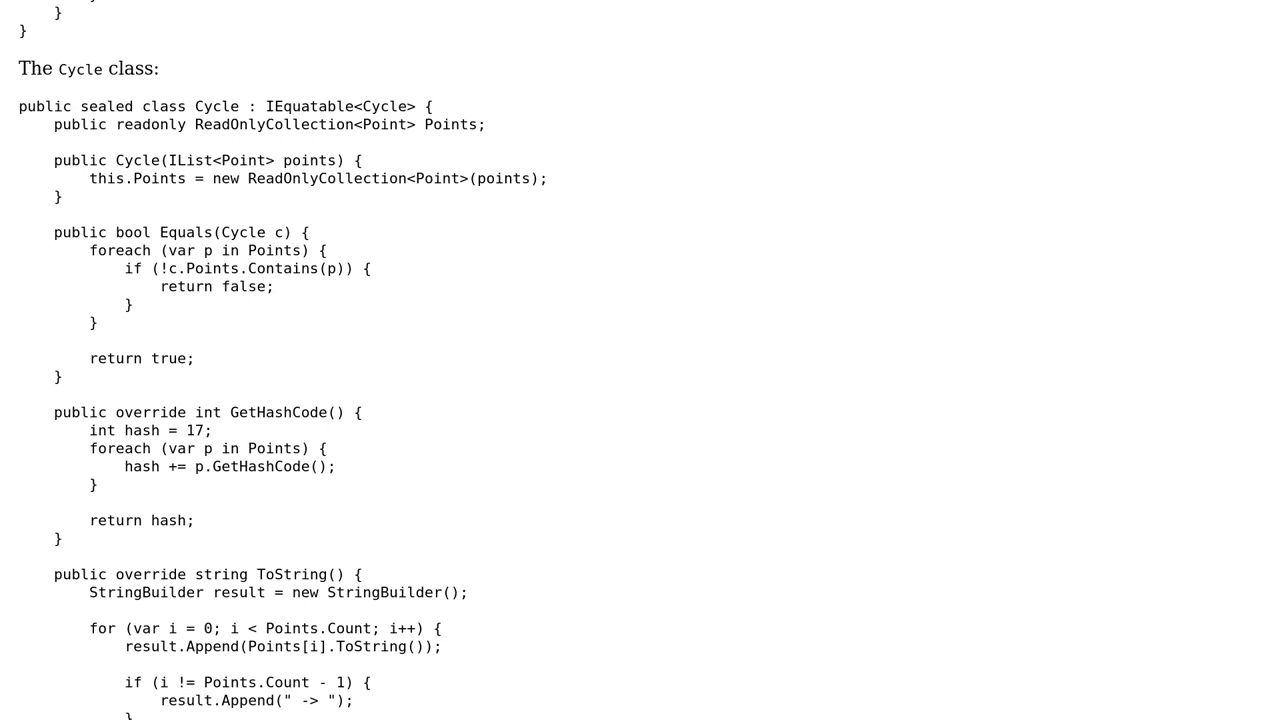 }
}
The Cycle class:
public sealed class Cycle : IEquatable<Cycle> {
    public readonly ReadOnlyCollection<Point> Points;

    public Cycle(IList<Point> points) {
        this.Points = new ReadOnlyCollection<Point>(points);
    }

    public bool Equals(Cycle c) {
        foreach (var p in Points) {
            if (!c.Points.Contains(p)) {
                return false;
            }
        }

        return true;
    }

    public override int GetHashCode() {
        int hash = 17;
        foreach (var p in Points) {
            hash += p.GetHashCode();
        }

        return hash;
    }

    public override string ToString() {
        StringBuilder result = new StringBuilder();

        for (var i = 0; i < Points.Count; i++) {
            result.Append(Points[i].ToString());

            if (i != Points.Count - 1) {
                result.Append(" -> ");
            }